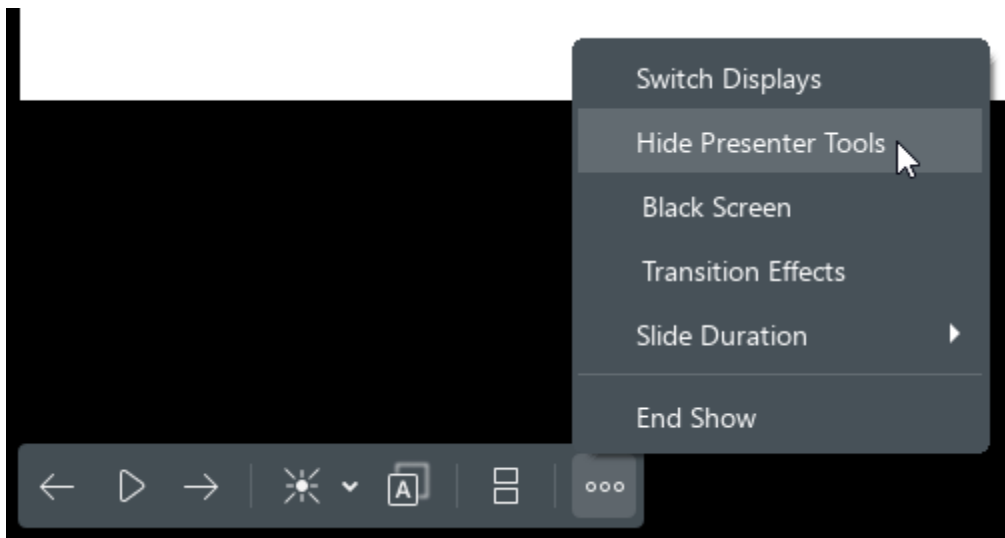 Switch Displays
Hide Presenter Tools
Black Screen
Transition Effects
Slide Duration
End Show
A